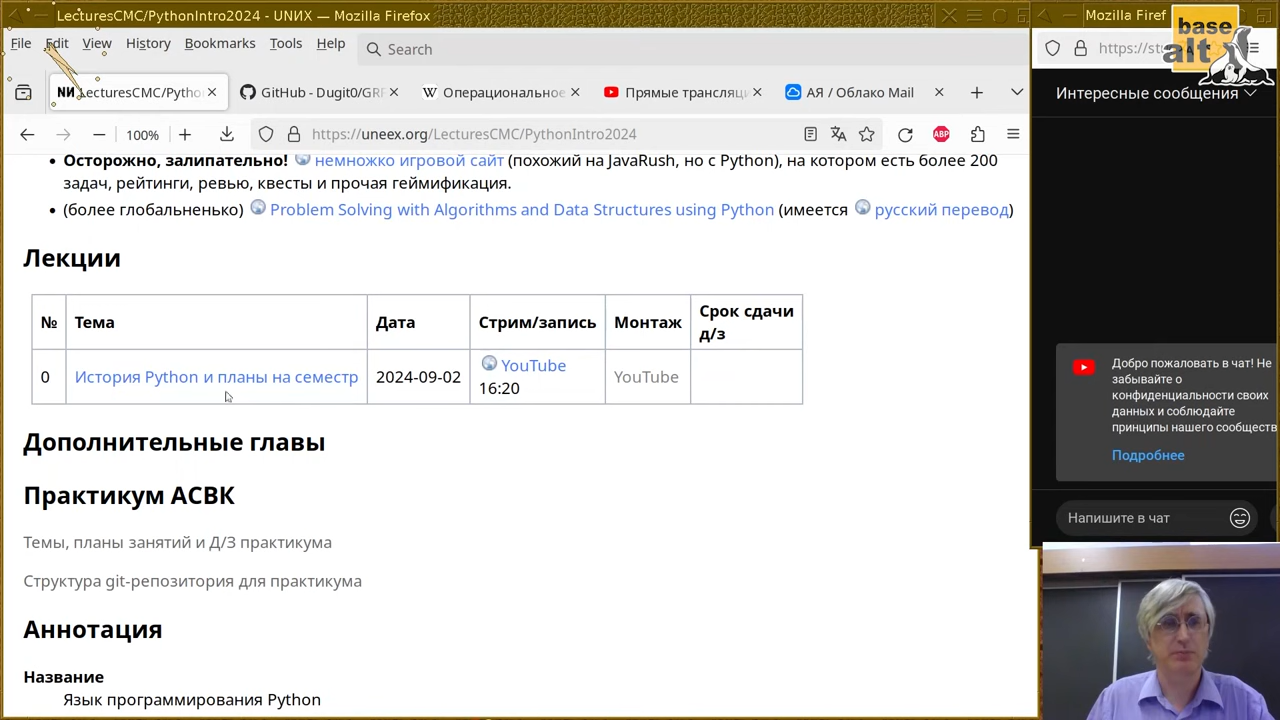 LecturesCMC/PythonIntro2024 - UNИX — Mozilla Firefox
Mozilla Firef
base
alt
File Edit View History Bookmarks Tools Help
Search
https://st
LecturesCMC/Pytho
GitHub - Dugit0/GRE
Операциональное
Прямые трансляц
АЯ / Облако Mail
Интересные сообщения
100%
https://uneex.org/LecturesCMC/PythonIntro2024
ABP
• Осторожно, залипательно! немножко игровой сайт (похожий на JavaRush, но с Python), на котором есть более 200
задач, рейтинги, ревью, квесты и прочая геймификация.
• (более глобальненько) Problem Solving with Algorithms and Data Structures using Python (имеется русский перевод)
Лекции
№ Тема Дата Стрим/запись Монтаж Срок сдачи
д/з
0 История Python и планы на семестр 2024-09-02 YouTube
16:20 YouTube
Дополнительные главы
Практикум АСВК
Темы, планы занятий и Д/З практикума
Структура git-репозитория для практикума
Аннотация
Название
Язык программирования Python
Добро пожаловать в чат! Не
забывайте о
конфиденциальности своих
данных и соблюдайте
принципы нашего сообществ
Подробнее
Напишите в чат